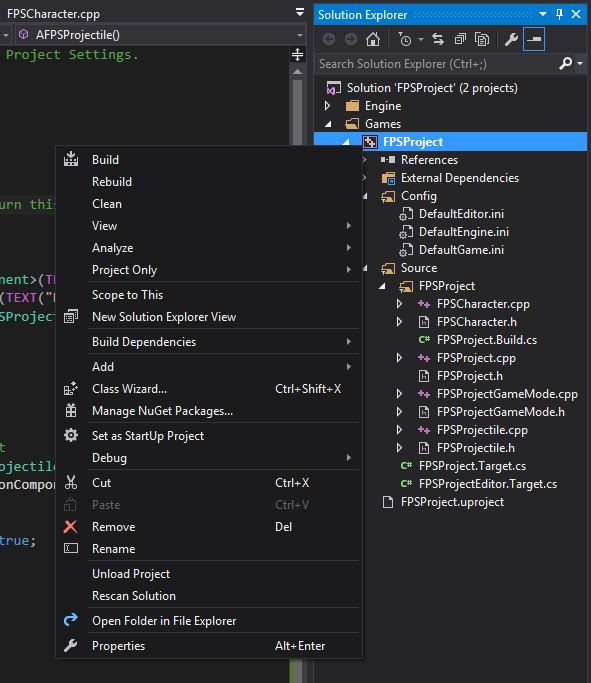 FPSCharacter.cpp
AFPSProjectile()
Project Settings.
urn this
ment>(T
(TEXT("
SProject
t
ojectile
onCompo
true;
Build
Rebuild
Clean
View
Analyze
Project Only
Scope to This
New Solution Explorer View
Build Dependencies
Add
Class Wizard... Ctrl+Shift+X
Manage NuGet Packages...
Set as StartUp Project
Debug
Cut Ctrl+X
Paste Ctrl+V
Remove Del
Rename
Unload Project
Rescan Solution
Open Folder in File Explorer
Properties Alt+Enter
Solution Explorer
Search Solution Explorer (Ctrl+;)
Solution 'FPSProject' (2 projects)
Engine
Games
FPSProject
References
External Dependencies
Config
DefaultEditor.ini
DefaultEngine.ini
DefaultGame.ini
Source
FPSProject
FPSCharacter.cpp
FPSCharacter.h
FPSProject.Build.cs
FPSProject.cpp
FPSProject.h
FPSProjectGameMode.cpp
FPSProjectGameMode.h
FPSProjectile.cpp
FPSProjectile.h
FPSProject.Target.cs
FPSProjectEditor.Target.cs
FPSProject.uproject